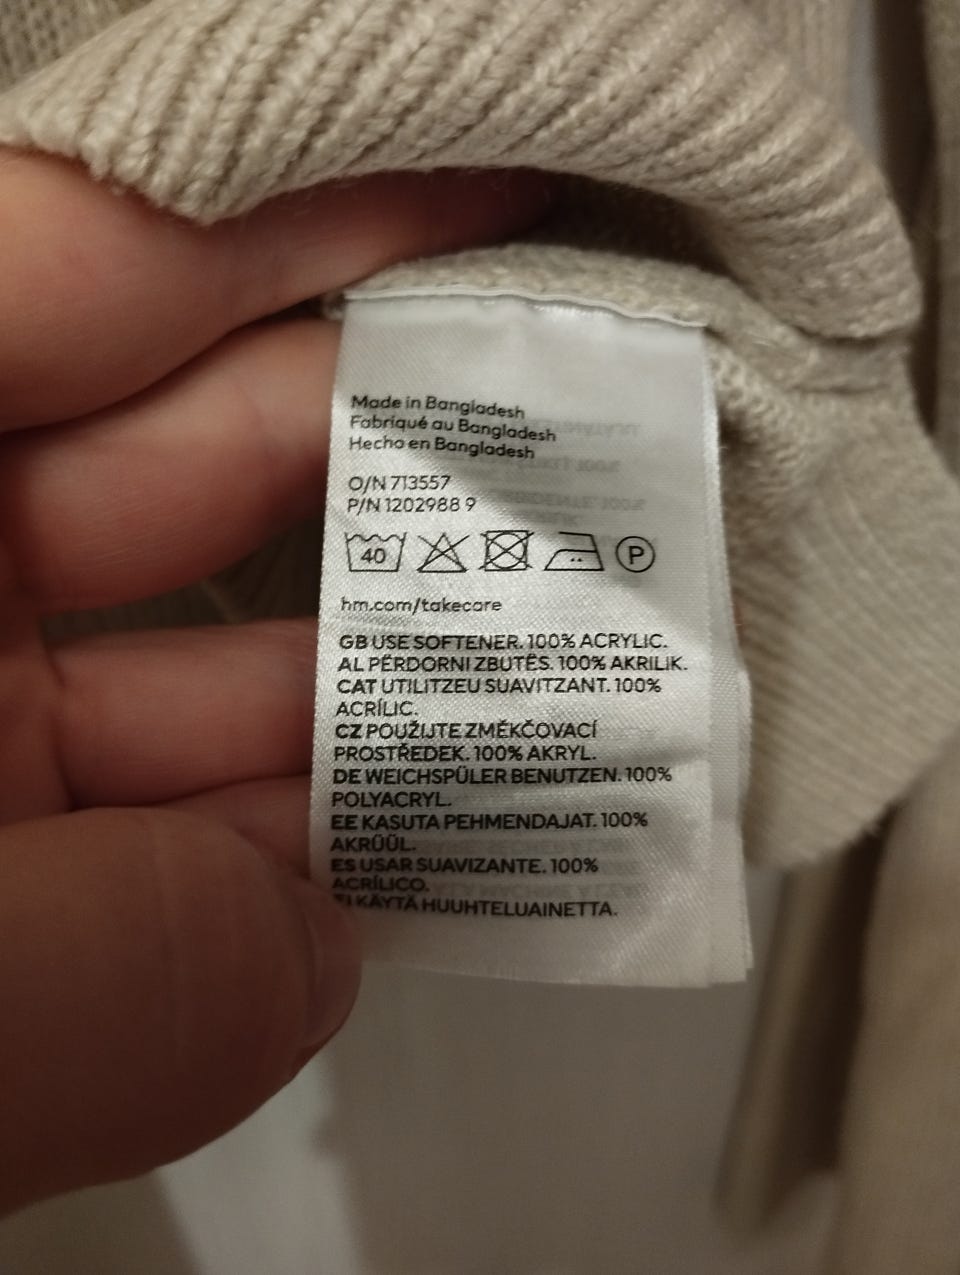 Made in Bangladesh
Fabriqué au Bangladesh
Hecho en Bangladesh
O/N 713557
P/N 1202988 9
40 P
hm.com/takecare
GB USE SOFTENER. 100% ACRYLIC.
AL PËRDORNI ZBUTËS. 100% AKRILIK.
CAT UTILITZEU SUAVITZANT. 100%
ACRÍLIC.
CZ POUŽIJTE ZMĚKČOVACÍ
PROSTŘEDEK. 100% AKRYL.
DE WEICHSPÜLER BENUTZEN. 100%
POLYACRYL.
EE KASUTA PEHMENDAJAT. 100%
AKRÜÜL.
ES USAR SUAVIZANTE. 100%
ACRÍLICO.
KÄYTÄ HUUHTELUAINETTA.